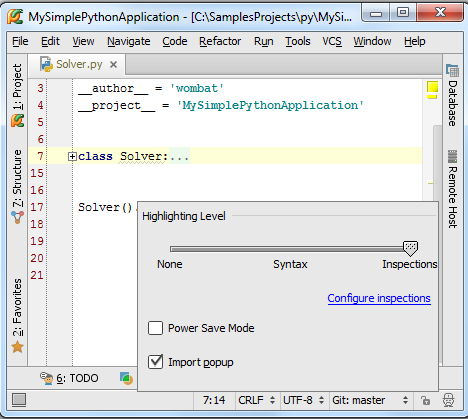 MySimplePythonApplication - [C:\SamplesProjects\py\MySi...
File Edit View Navigate Code Refactor Run Tools VCS Window Help
Solver.py
1: Project
7: Structure
2: Favorites
Database
Remote Host
3 __author__ = 'wombat'
4 __project__ = 'MySimplePythonApplication'
5
6
7 class Solver:...
15
16
17 Solver().
18
19
20
21
Highlighting Level
None Syntax Inspections
Configure inspections
Power Save Mode
Import popup
6: TODO
7:14 CRLF UTF-8 Git: master